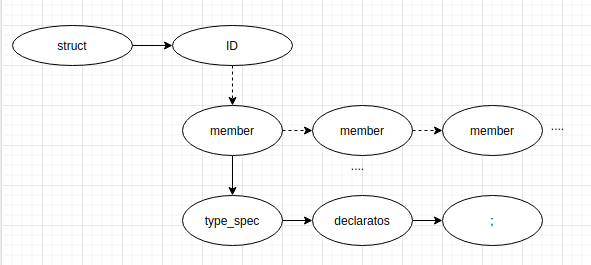 struct ID
member member member ....
....
type_spec declaratos ;